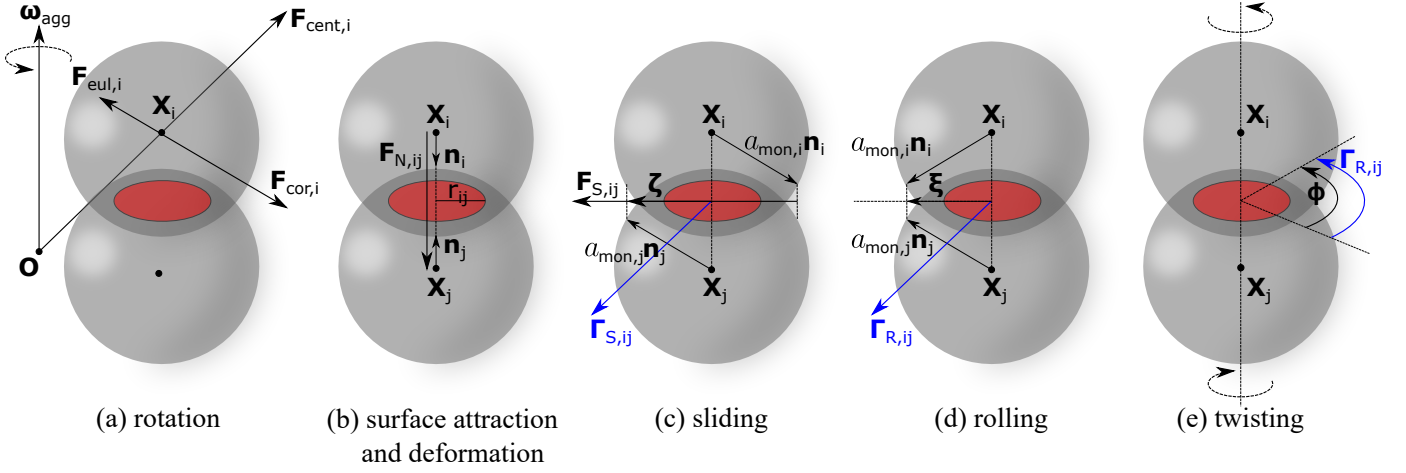 ω_agg
F_cent,i
F_eul,i
X_i
F_cor,i
O
(a) rotation
X_i
F_N,ij
n_i
r_ij
n_j
X_j
(b) surface attraction
and deformation
X_i
a_mon,i n_i
F_S,ij
ζ
a_mon,j n_j
X_j
Γ_S,ij
(c) sliding
X_i
a_mon,i n_i
ξ
a_mon,j n_j
X_j
Γ_R,ij
(d) rolling
X_i
Γ_R,ij
ϕ
X_j
(e) twisting